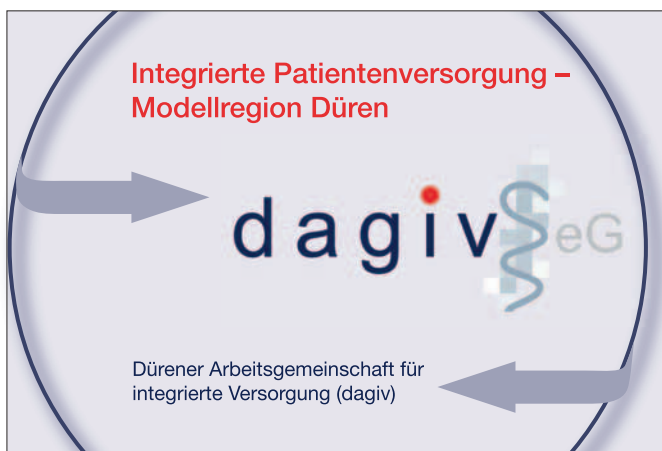 Integrierte Patientenversorgung –
Modellregion Düren
dagiv eG
Dürener Arbeitsgemeinschaft für
integrierte Versorgung (dagiv)